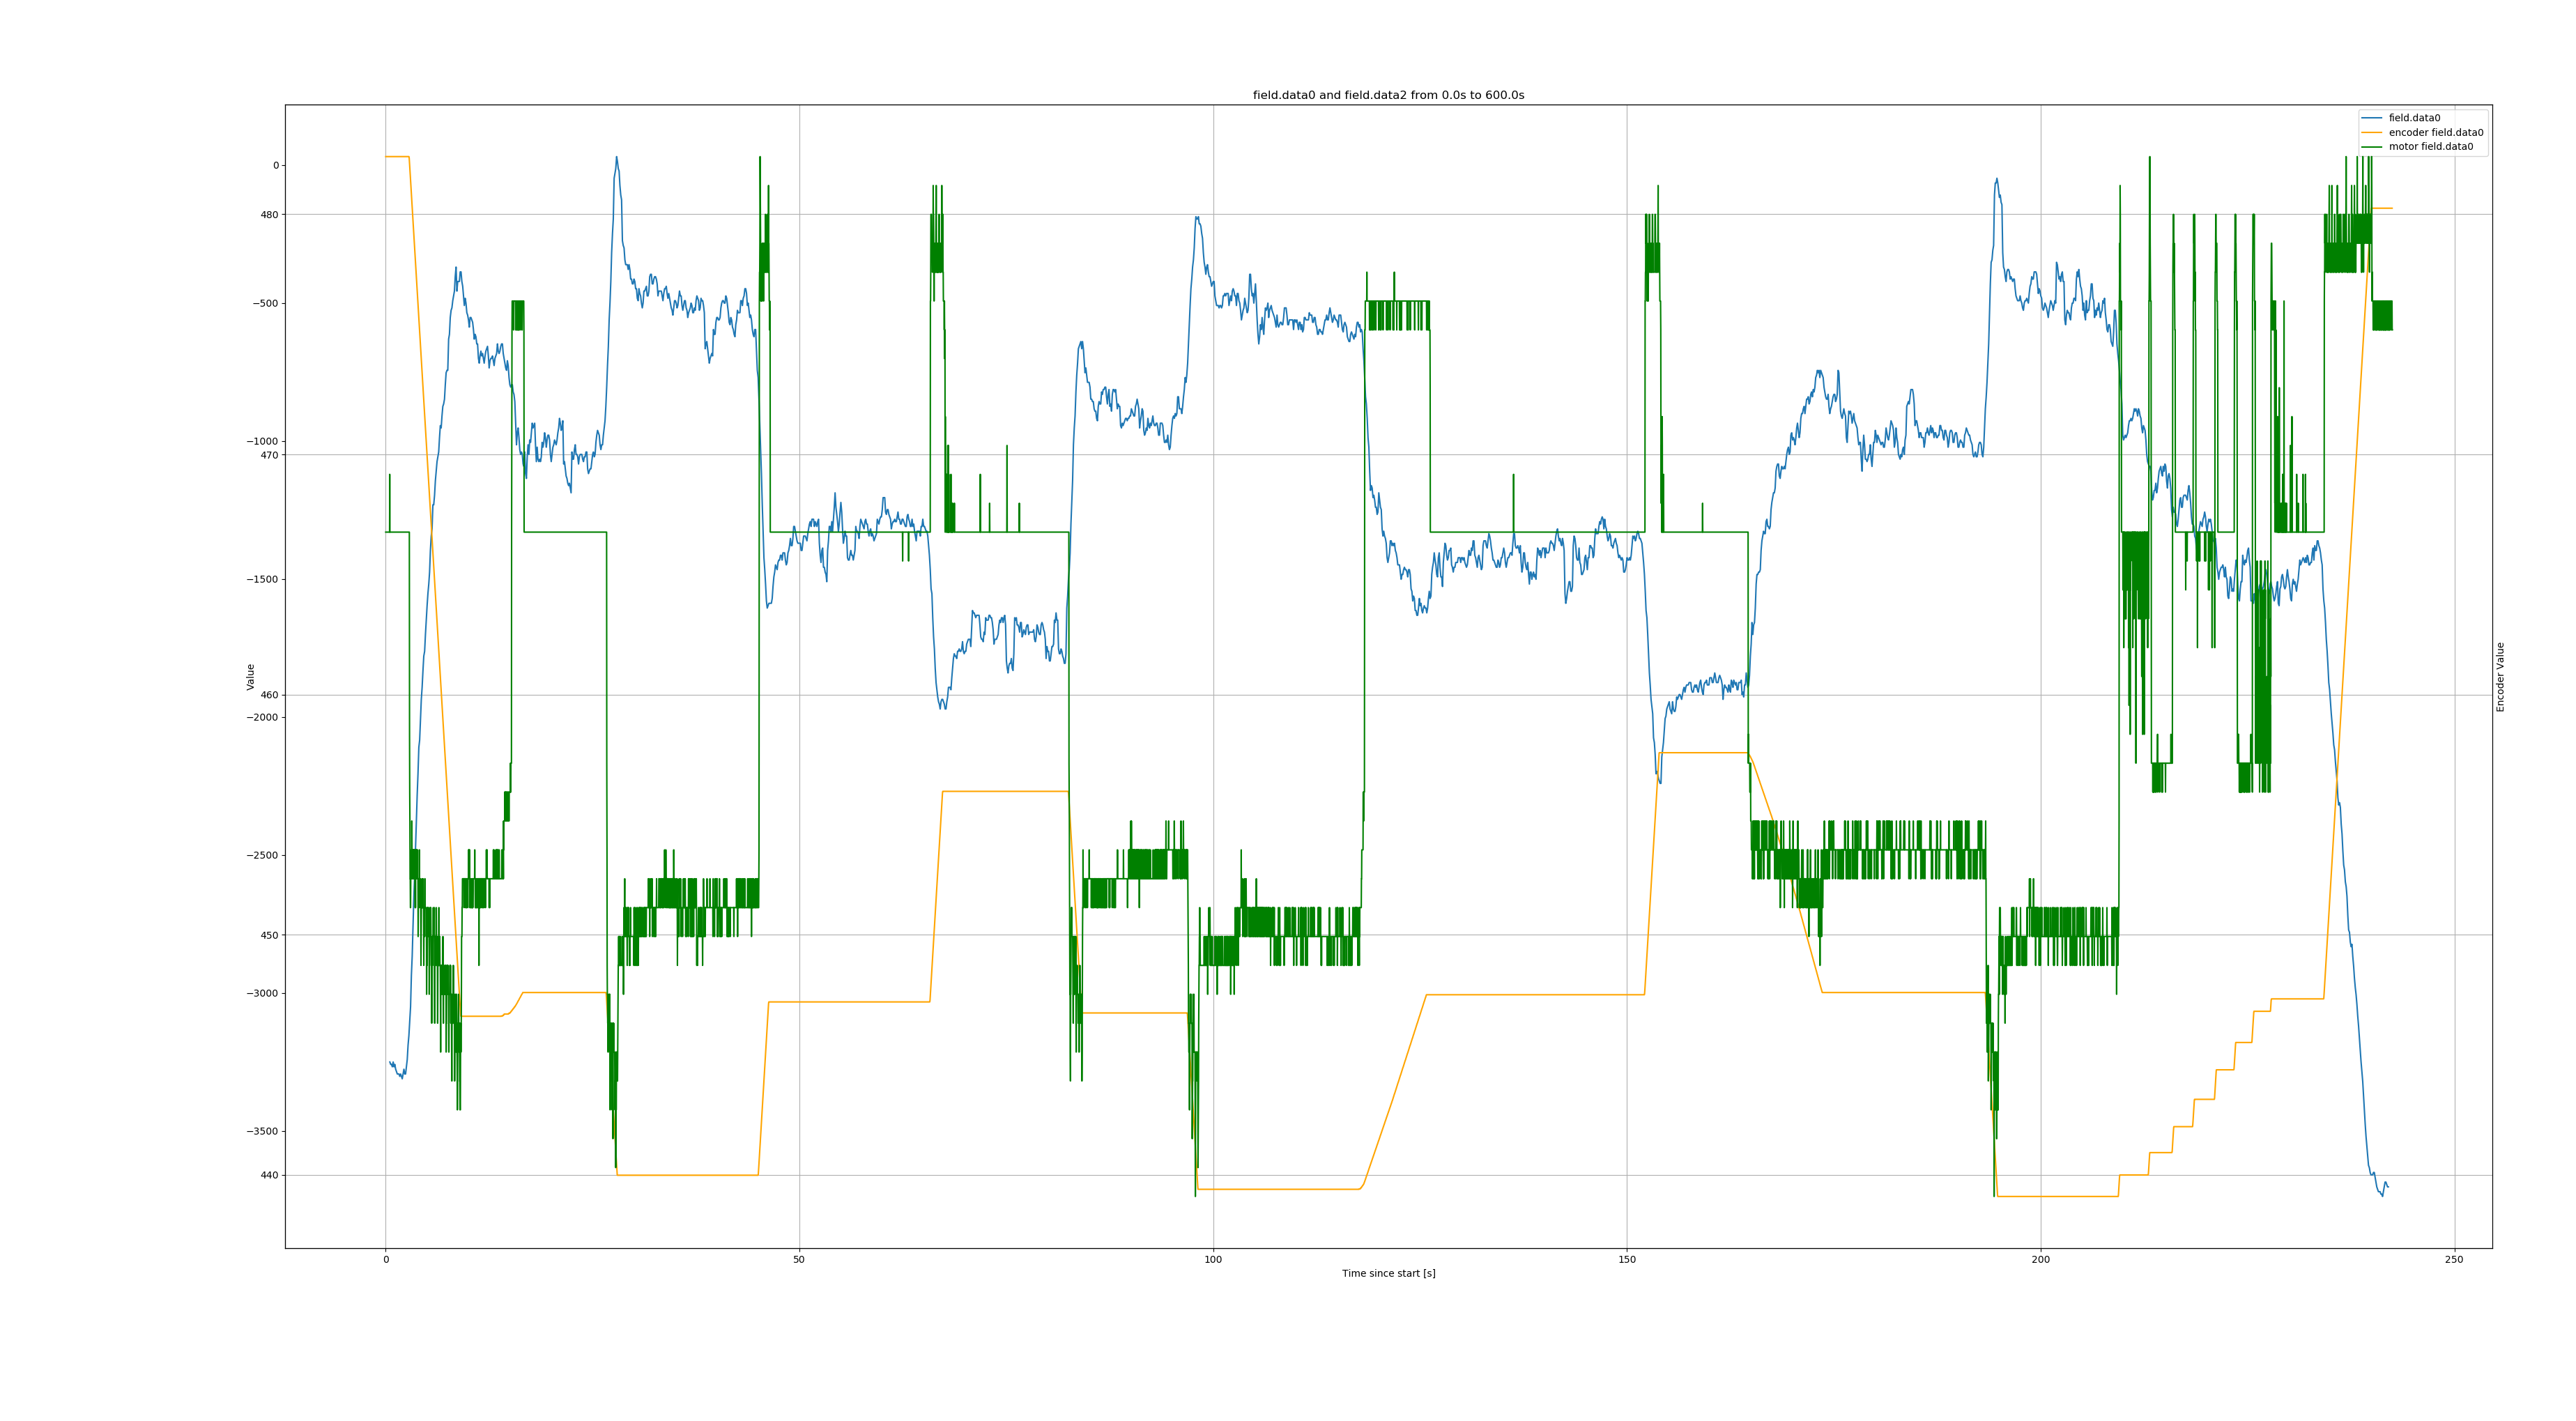 field.data0 and field.data2 from 0.0s to 600.0s
field.data0
encoder field.data0
motor field.data0
0
480
−500
−1000
470
−1500
460
−2000
−2500
450
−3000
−3500
440
Value
Encoder Value
0 50 100 150 200 250
Time since start [s]